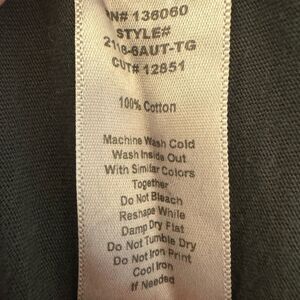 RN# 136060
STYLE#
2118-6AUT-TG
CUT# 12851
100% Cotton
Machine Wash Cold
Wash Inside Out
With Similar Colors
Together
Do Not Bleach
Reshape While
Damp Dry Flat
Do Not Tumble Dry
Do Not Iron Print
Cool Iron
If Needed